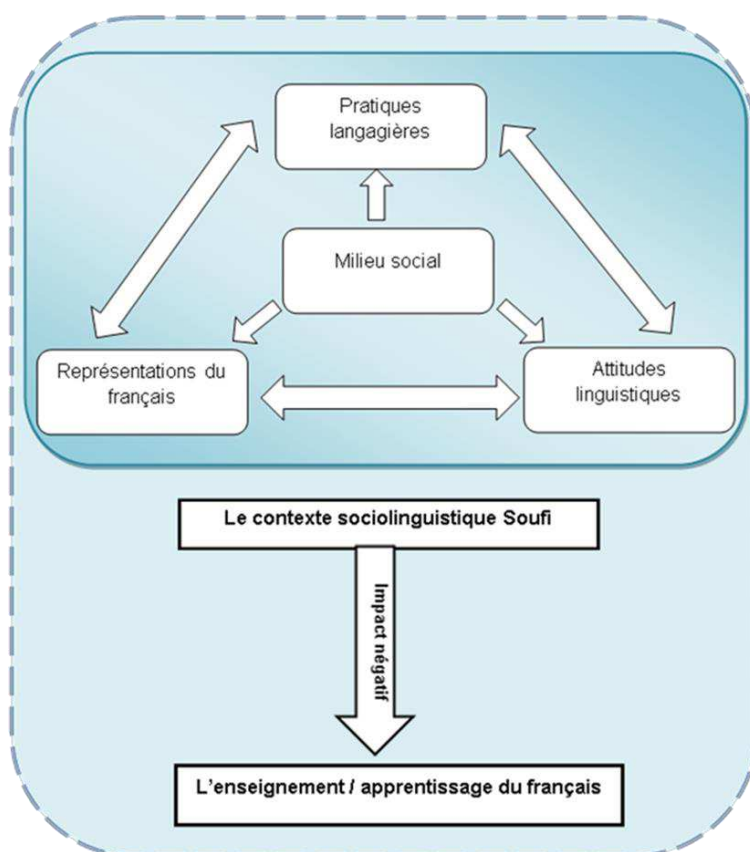 Pratiques
langagières
Milieu social
Représentations du
français
Attitudes
linguistiques
Le contexte sociolinguistique Soufi
Impact négatif
L'enseignement / apprentissage du français